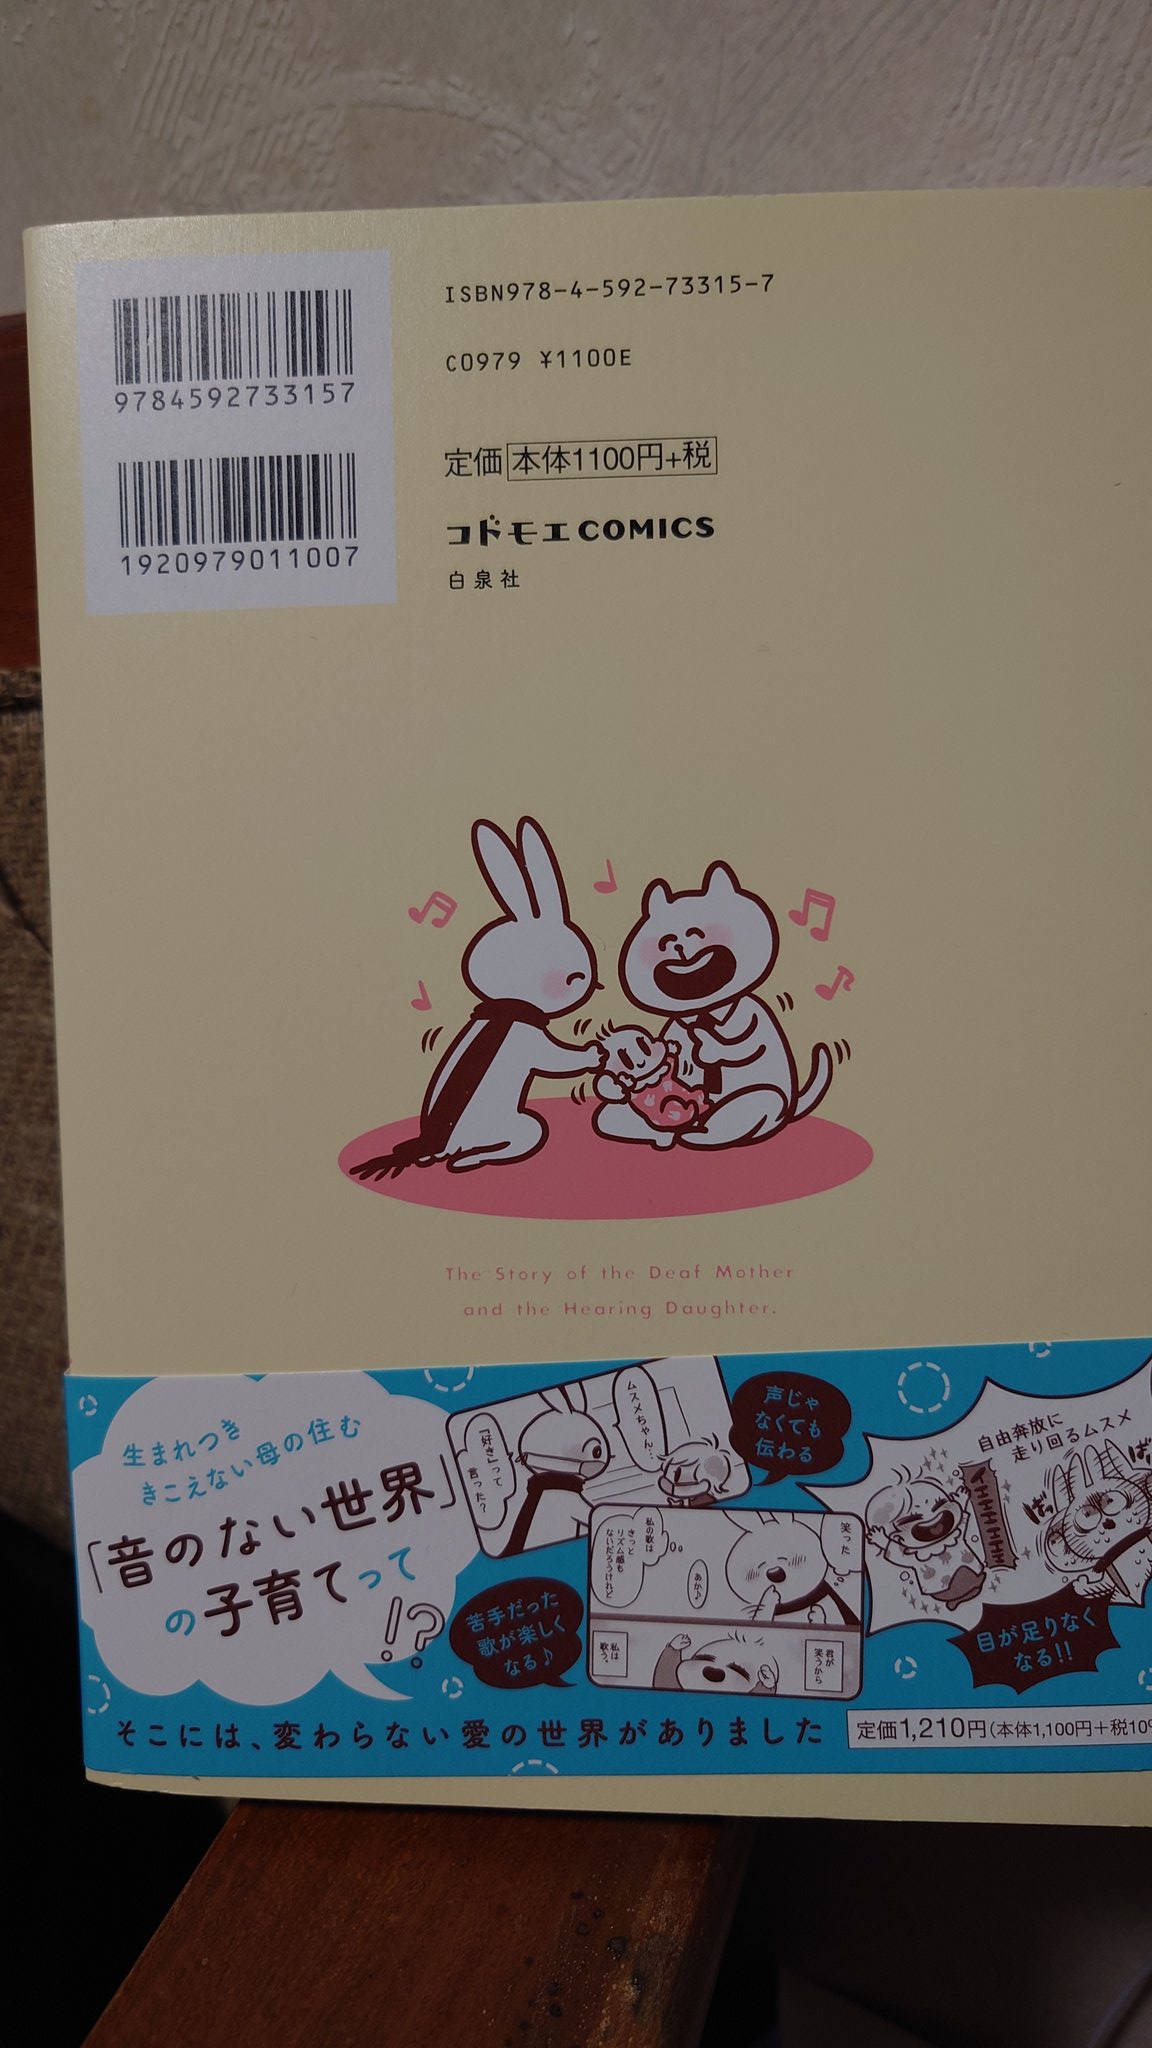 9784592733157
1920979011007
ISBN978-4-592-73315-7
C0979 ¥1100E
定価 本体1100円+税
コドモエCOMICS
白泉社
The Story of the Deaf Mother
and the Hearing Daughter.
生まれつき
きこえない母の住む
「音のない世界」
の子育てって
!?
ムスメちゃん…
「好き」って
言った?
声じゃ
なくても
伝わる
苦手だった
歌が楽しく
なる♪
笑った
あか♪
私の歌は
きっと
リズム感も
ないだろうけれど
君が
笑うから
私は
歌う。
自由奔放に
走り回るムスメ
イエエエエエ
ばっ
ば
目が足りなく
なる!!
そこには、変わらない愛の世界がありました
定価1,210円(本体1,100円+税10%